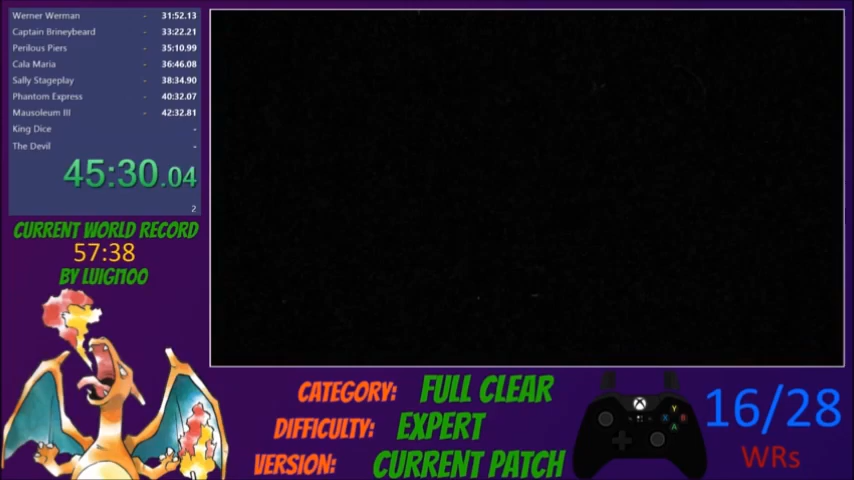 Werner Werman - 31:52.13
Captain Brineybeard - 33:22.21
Perilous Piers - 35:10.99
Cala Maria - 36:46.08
Sally Stageplay - 38:34.90
Phantom Express - 40:32.07
Mausoleum III - 42:32.81
King Dice -
The Devil -
45:30.04
2
CURRENT WORLD RECORD
57:38
BY LUIGI100
CATEGORY: FULL CLEAR
DIFFICULTY: EXPERT
VERSION: CURRENT PATCH
Y
X B
A
16/28
WRs